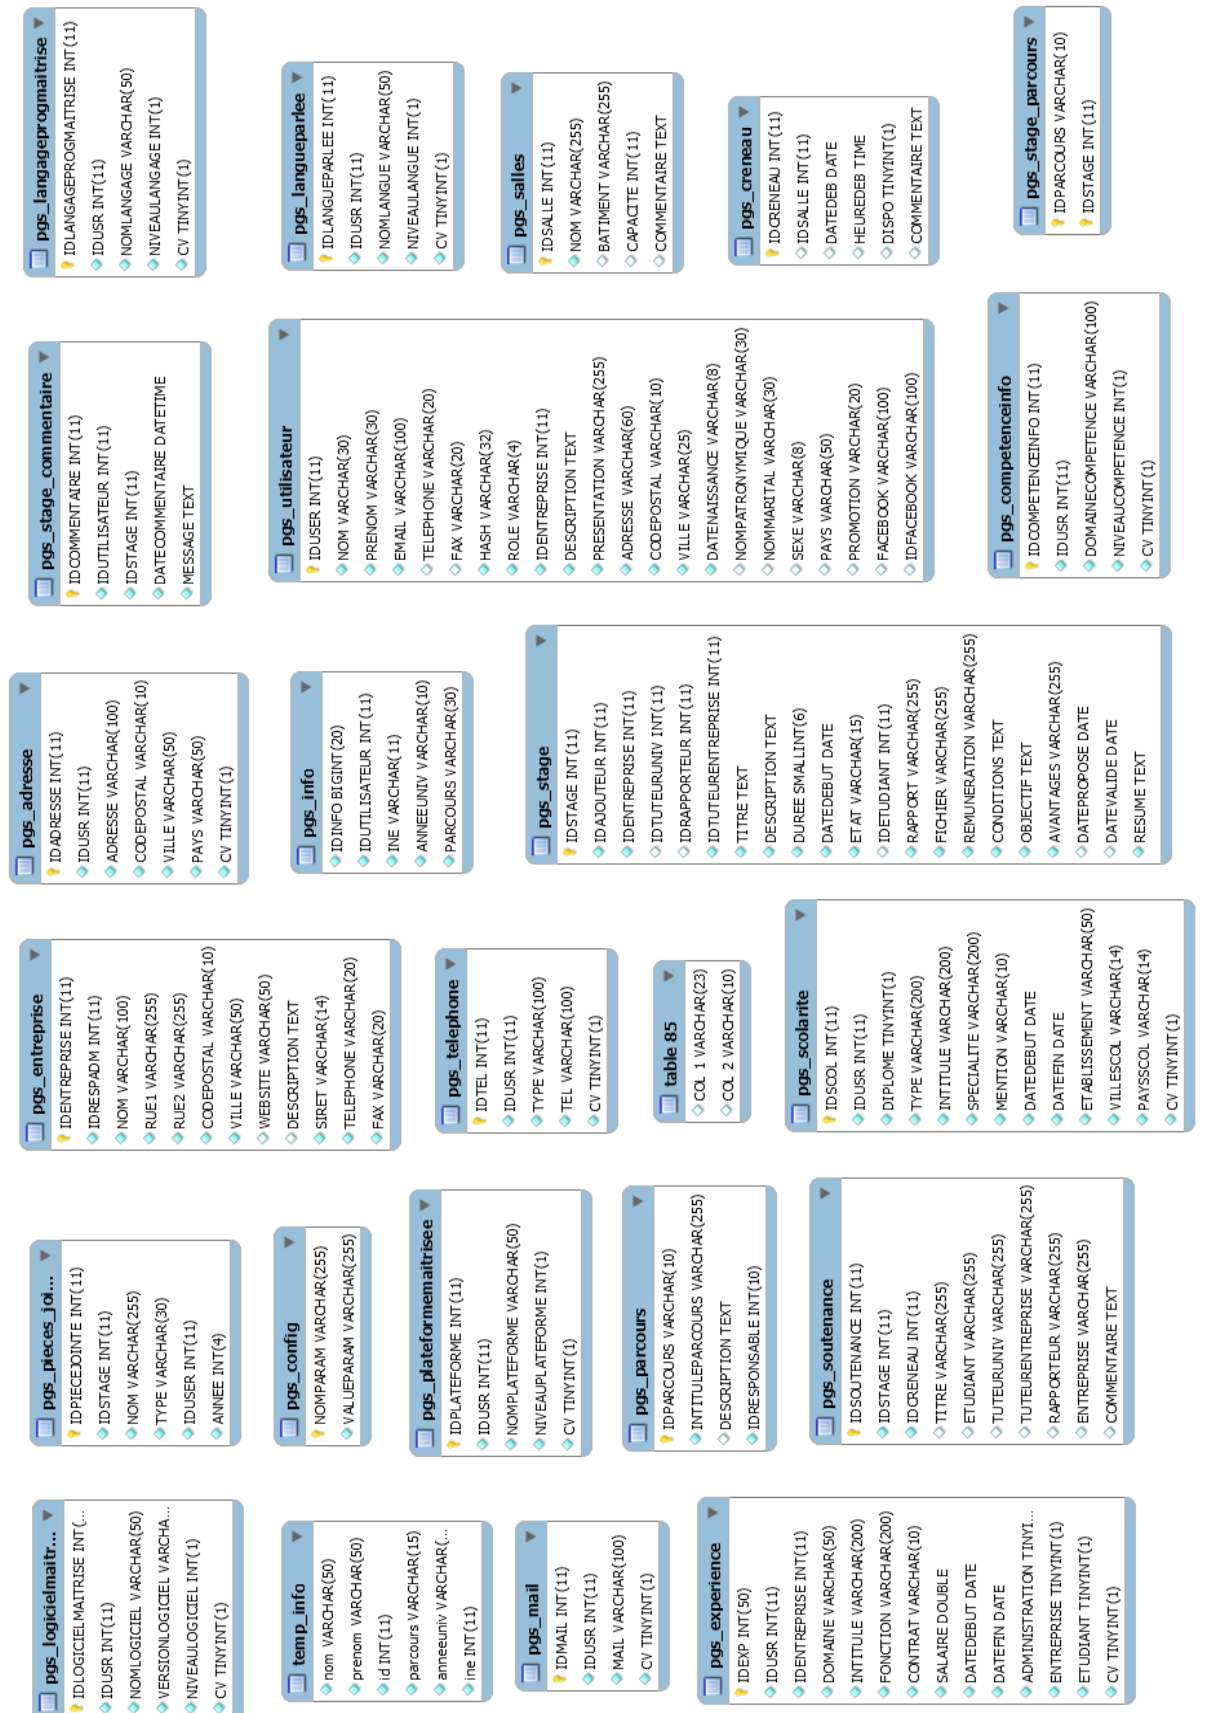 pgs_logicielmaitr...
IDLOGICIELMAITRISE INT(...
IDUSR INT(11)
NOMLOGICIEL VARCHAR(50)
VERSIONLOGICIEL VARCHA...
NIVEAULOGICIEL INT(1)
CV TINYINT(1)
pgs_pieces_joi...
IDPIECEJOINTE INT(11)
IDSTAGE INT(11)
NOM VARCHAR(255)
TYPE VARCHAR(30)
IDUSER INT(11)
ANNEE INT(4)
pgs_entreprise
IDENTREPRISE INT(11)
IDRESPADM INT(11)
NOM VARCHAR(100)
RUE1 VARCHAR(255)
RUE2 VARCHAR(255)
CODEPOSTAL VARCHAR(10)
VILLE VARCHAR(50)
WEBSITE VARCHAR(50)
DESCRIPTION TEXT
SIRET VARCHAR(14)
TELEPHONE VARCHAR(20)
FAX VARCHAR(20)
pgs_adresse
IDADRESSE INT(11)
IDUSR INT(11)
ADRESSE VARCHAR(100)
CODEPOSTAL VARCHAR(10)
VILLE VARCHAR(50)
PAYS VARCHAR(50)
CV TINYINT(1)
pgs_stage_commentaire
IDCOMMENTAIRE INT(11)
IDUTILISATEUR INT(11)
IDSTAGE INT(11)
DATECOMMENTAIRE DATETIME
MESSAGE TEXT
pgs_langageprogmaitrise
IDLANGAGEPROGMAITRISE INT(11)
IDUSR INT(11)
NOMLANGAGE VARCHAR(50)
NIVEAULANGAGE INT(1)
CV TINYINT(1)
temp_info
nom VARCHAR(50)
prenom VARCHAR(50)
id INT(11)
parcours VARCHAR(15)
anneeuniv VARCHAR(...
ine INT(11)
pgs_config
NOMPARAM VARCHAR(255)
VALUEPARAM VARCHAR(255)
pgs_info
IDINFO BIGINT(20)
IDUTILISATEUR INT(11)
INE VARCHAR(11)
ANNEEUNIV VARCHAR(10)
PARCOURS VARCHAR(30)
pgs_utilisateur
IDUSER INT(11)
NOM VARCHAR(30)
PRENOM VARCHAR(30)
EMAIL VARCHAR(100)
TELEPHONE VARCHAR(20)
FAX VARCHAR(20)
HASH VARCHAR(32)
ROLE VARCHAR(4)
IDENTREPRISE INT(11)
DESCRIPTION TEXT
PRESENTATION VARCHAR(255)
ADRESSE VARCHAR(60)
CODEPOSTAL VARCHAR(10)
VILLE VARCHAR(25)
DATENAISSANCE VARCHAR(8)
NOMPATRONYMIQUE VARCHAR(30)
NOMMARITAL VARCHAR(30)
SEXE VARCHAR(8)
PAYS VARCHAR(50)
PROMOTION VARCHAR(20)
FACEBOOK VARCHAR(100)
IDFACEBOOK VARCHAR(100)
pgs_langueparlee
IDLANGUEPARLEE INT(11)
IDUSR INT(11)
NOMLANGUE VARCHAR(50)
NIVEAULANGUE INT(1)
CV TINYINT(1)
pgs_plateformemaitrisee
IDPLATEFORME INT(11)
IDUSR INT(11)
NOMPLATEFORME VARCHAR(50)
NIVEAUPLATEFORME INT(1)
CV TINYINT(1)
pgs_telephone
IDTEL INT(11)
IDUSR INT(11)
TYPE VARCHAR(100)
TEL VARCHAR(100)
CV TINYINT(1)
pgs_salles
IDSALLE INT(11)
NOM VARCHAR(255)
BATIMENT VARCHAR(255)
CAPACITE INT(11)
COMMENTAIRE TEXT
pgs_mail
IDMAIL INT(11)
IDUSR INT(11)
MAIL VARCHAR(100)
CV TINYINT(1)
pgs_parcours
IDPARCOURS VARCHAR(10)
INTITULEPARCOURS VARCHAR(255)
DESCRIPTION TEXT
IDRESPONSABLE INT(10)
table 85
COL 1 VARCHAR(23)
COL 2 VARCHAR(10)
pgs_stage
IDSTAGE INT(11)
IDAJOUTEUR INT(11)
IDENTREPRISE INT(11)
IDTUTEURUNIV INT(11)
IDRAPPORTEUR INT(11)
IDTUTEURENTREPRISE INT(11)
TITRE TEXT
DESCRIPTION TEXT
DUREE SMALLINT(6)
DATEDEBUT DATE
ETAT VARCHAR(15)
IDETUDIANT INT(11)
RAPPORT VARCHAR(255)
FICHIER VARCHAR(255)
REMUNERATION VARCHAR(255)
CONDITIONS TEXT
OBJECTIF TEXT
AVANTAGES VARCHAR(255)
DATEPROPOSE DATE
DATEVALIDE DATE
RESUME TEXT
pgs_creneau
IDCRENEAU INT(11)
IDSALLE INT(11)
DATEDEB DATE
HEUREDEB TIME
DISPO TINYINT(1)
COMMENTAIRE TEXT
pgs_experience
IDEXP INT(50)
IDUSR INT(11)
IDENTREPRISE INT(11)
DOMAINE VARCHAR(50)
INTITULE VARCHAR(200)
FONCTION VARCHAR(200)
CONTRAT VARCHAR(10)
SALAIRE DOUBLE
DATEDEBUT DATE
DATEFIN DATE
ADMINISTRATION TINYI...
ENTREPRISE TINYINT(1)
ETUDIANT TINYINT(1)
CV TINYINT(1)
pgs_soutenance
IDSOUTENANCE INT(11)
IDSTAGE INT(11)
IDCRENEAU INT(11)
TITRE VARCHAR(255)
ETUDIANT VARCHAR(255)
TUTEURUNIV VARCHAR(255)
TUTEURENTREPRISE VARCHAR(255)
RAPPORTEUR VARCHAR(255)
ENTREPRISE VARCHAR(255)
COMMENTAIRE TEXT
pgs_scolarite
IDSCOL INT(11)
IDUSR INT(11)
DIPLOME TINYINT(1)
TYPE VARCHAR(200)
INTITULE VARCHAR(200)
SPECIALITE VARCHAR(200)
MENTION VARCHAR(10)
DATEDEBUT DATE
DATEFIN DATE
ETABLISSEMENT VARCHAR(50)
VILLESCOL VARCHAR(14)
PAYSSCOL VARCHAR(14)
CV TINYINT(1)
pgs_competenceinfo
IDCOMPETENCEINFO INT(11)
IDUSR INT(11)
DOMAINECOMPETENCE VARCHAR(100)
NIVEAUCOMPETENCE INT(1)
CV TINYINT(1)
pgs_stage_parcours
IDPARCOURS VARCHAR(10)
IDSTAGE INT(11)